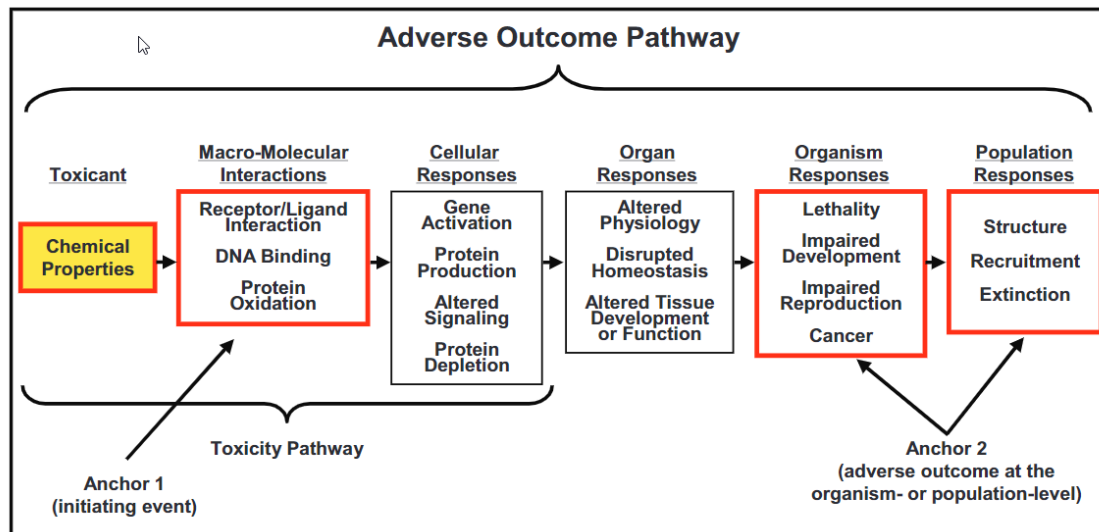 Adverse Outcome Pathway
Toxicant
Chemical
Properties
Macro-Molecular
Interactions
Receptor/Ligand
Interaction
DNA Binding
Protein
Oxidation
Cellular
Responses
Gene
Activation
Protein
Production
Altered
Signaling
Protein
Depletion
Organ
Responses
Altered
Physiology
Disrupted
Homeostasis
Altered Tissue
Development
or Function
Organism
Responses
Lethality
Impaired
Development
Impaired
Reproduction
Cancer
Population
Responses
Structure
Recruitment
Extinction
Toxicity Pathway
Anchor 1
(initiating event)
Anchor 2
(adverse outcome at the
organism- or population-level)